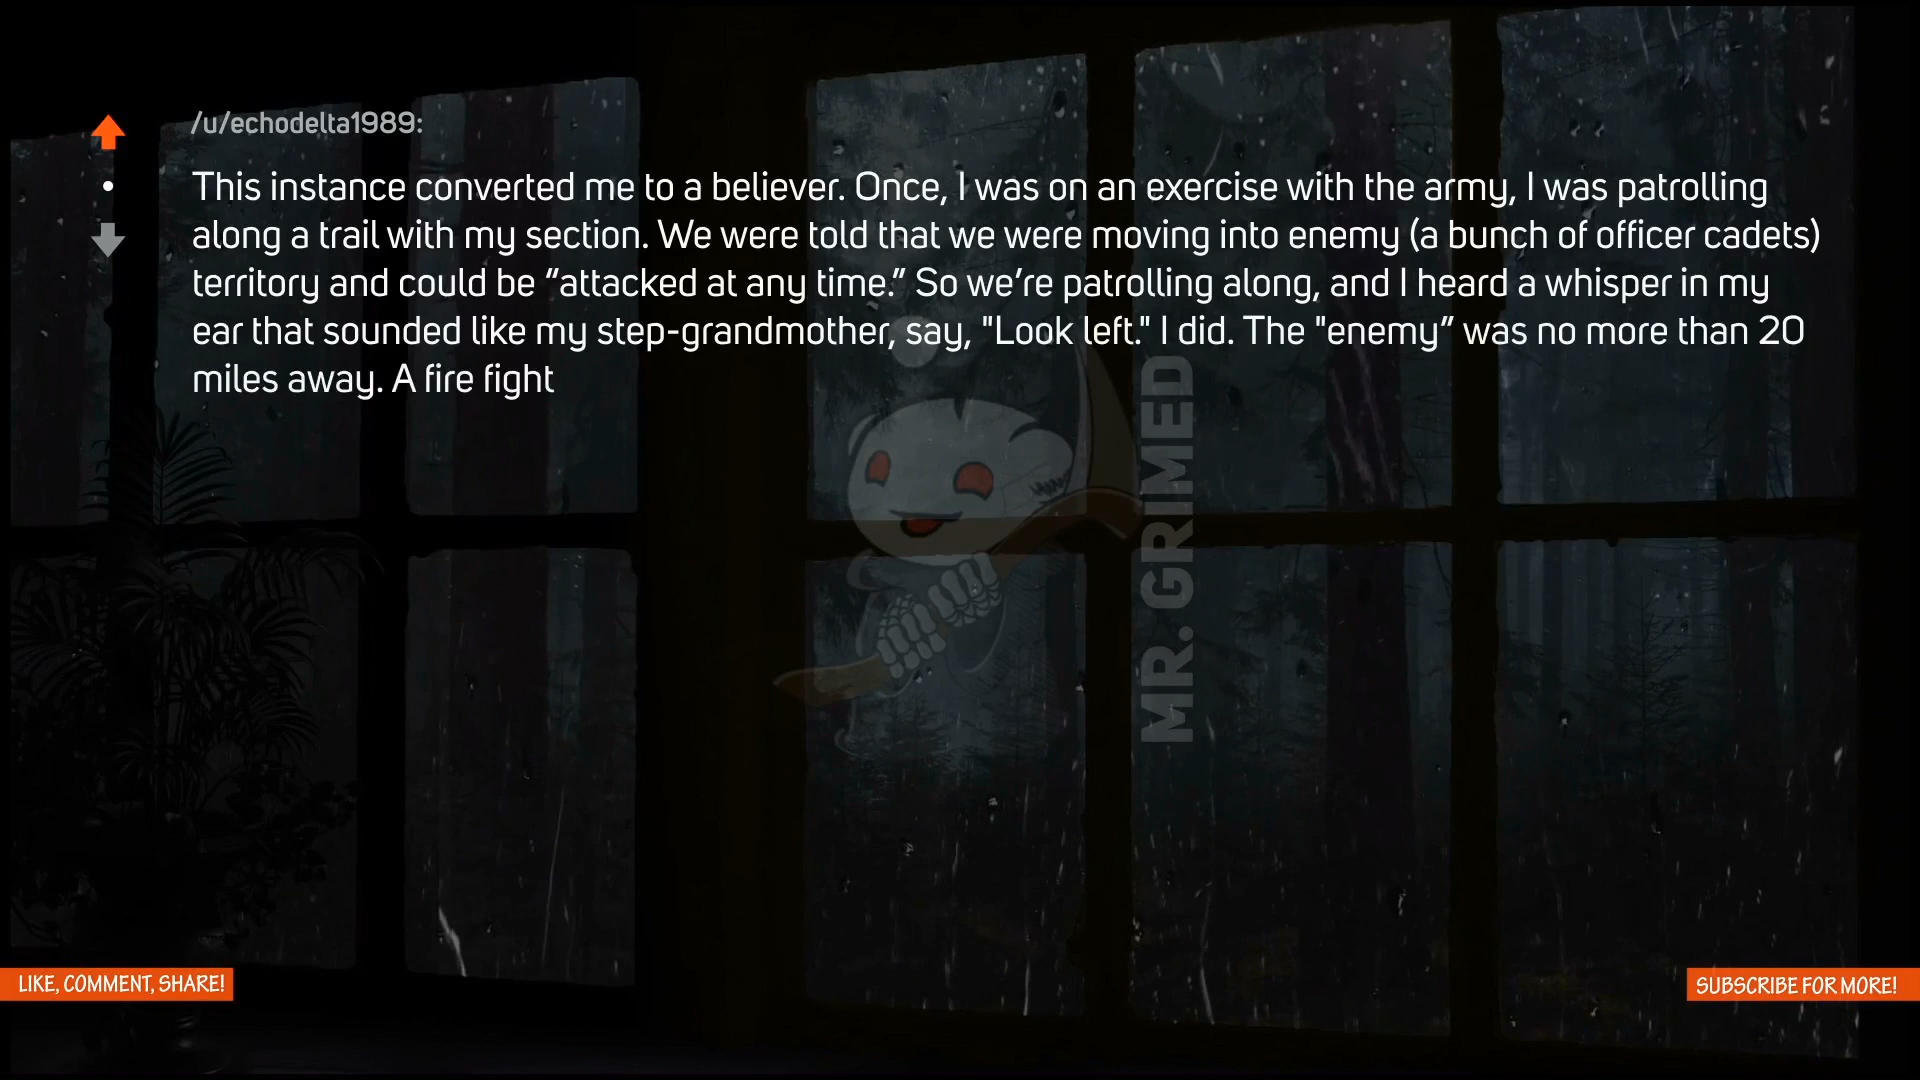 /u/echodelta1989:
This instance converted me to a believer. Once, I was on an exercise with the army, I was patrolling
along a trail with my section. We were told that we were moving into enemy (a bunch of officer cadets)
territory and could be “attacked at any time.” So we’re patrolling along, and I heard a whisper in my
ear that sounded like my step-grandmother, say, "Look left." I did. The "enemy” was no more than 20
miles away. A fire fight
MR. GRIMED
LIKE, COMMENT, SHARE!
SUBSCRIBE FOR MORE!